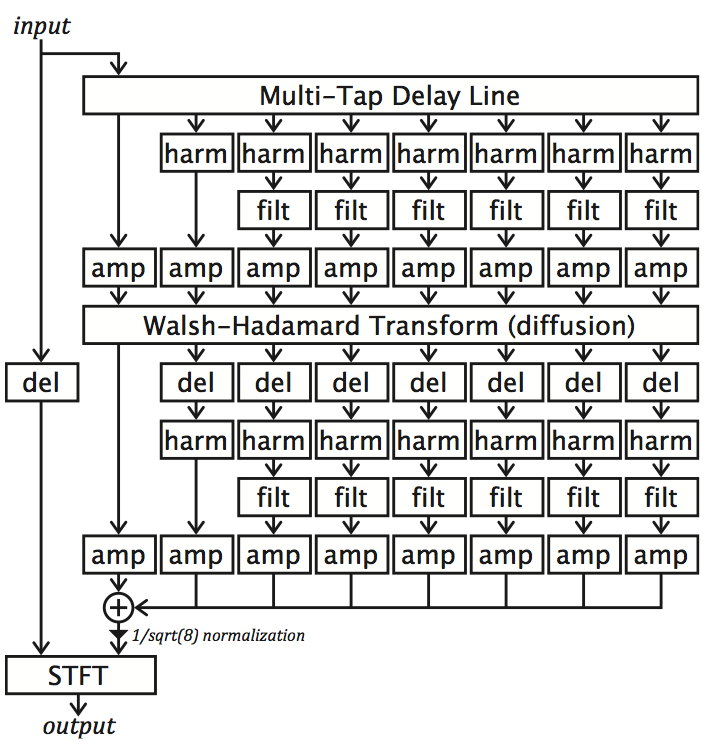 input
Multi-Tap Delay Line
harm harm harm harm harm harm harm
filt filt filt filt filt filt
amp amp amp amp amp amp amp amp
Walsh-Hadamard Transform (diffusion)
del del del del del del del del
harm harm harm harm harm harm harm
filt filt filt filt filt filt
amp amp amp amp amp amp amp amp
+
1/sqrt(8) normalization
STFT
output